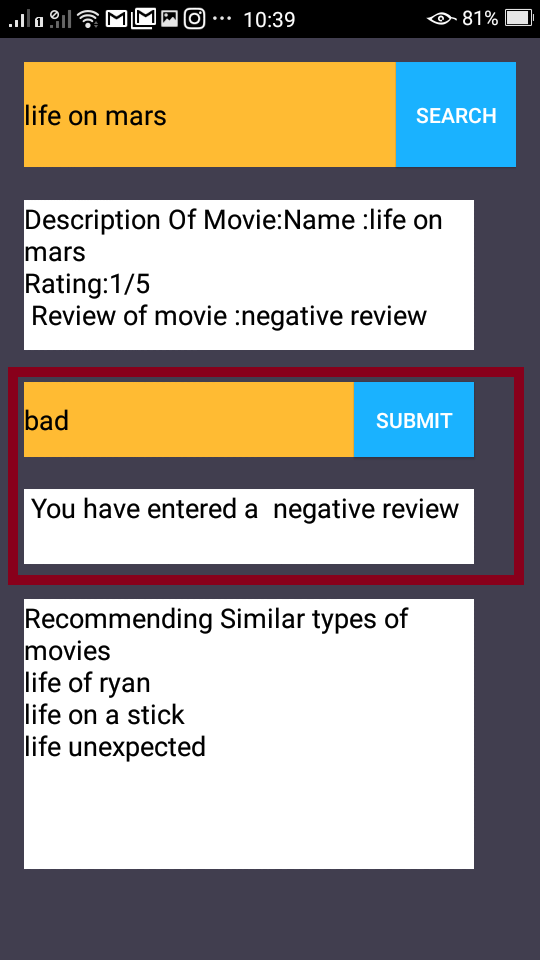 10:39
81%
life on mars
SEARCH
Description Of Movie:Name :life on
mars
Rating:1/5
Review of movie :negative review
bad
SUBMIT
You have entered a  negative review
Recommending Similar types of
movies
life of ryan
life on a stick
life unexpected